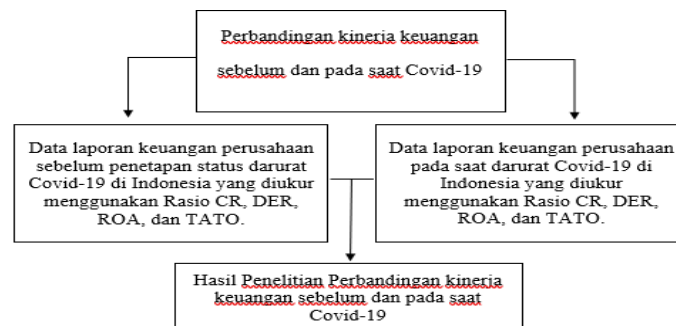 Perbandingan kinerja keuangan
sebelum dan pada saat Covid-19
Data laporan keuangan perusahaan
sebelum penetapan status darurat
Covid-19 di Indonesia yang diukur
menggunakan Rasio CR, DER,
ROA, dan TATO.
Data laporan keuangan perusahaan
pada saat darurat Covid-19 di
Indonesia yang diukur
menggunakan Rasio CR, DER,
ROA, dan TATO.
Hasil Penelitian Perbandingan kinerja
keuangan sebelum dan pada saat
Covid-19